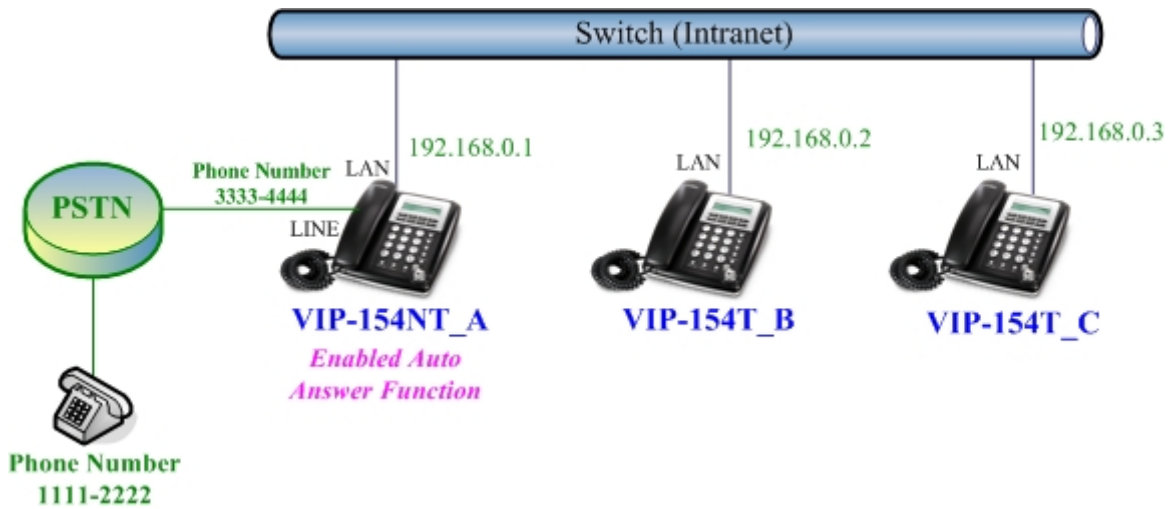 Switch (Intranet)
192.168.0.1
192.168.0.2
192.168.0.3
LAN
LAN
LAN
Phone Number
3333-4444
PSTN
LINE
VIP-154NT_A
VIP-154T_B
VIP-154T_C
Enabled Auto
Answer Function
Phone Number
1111-2222